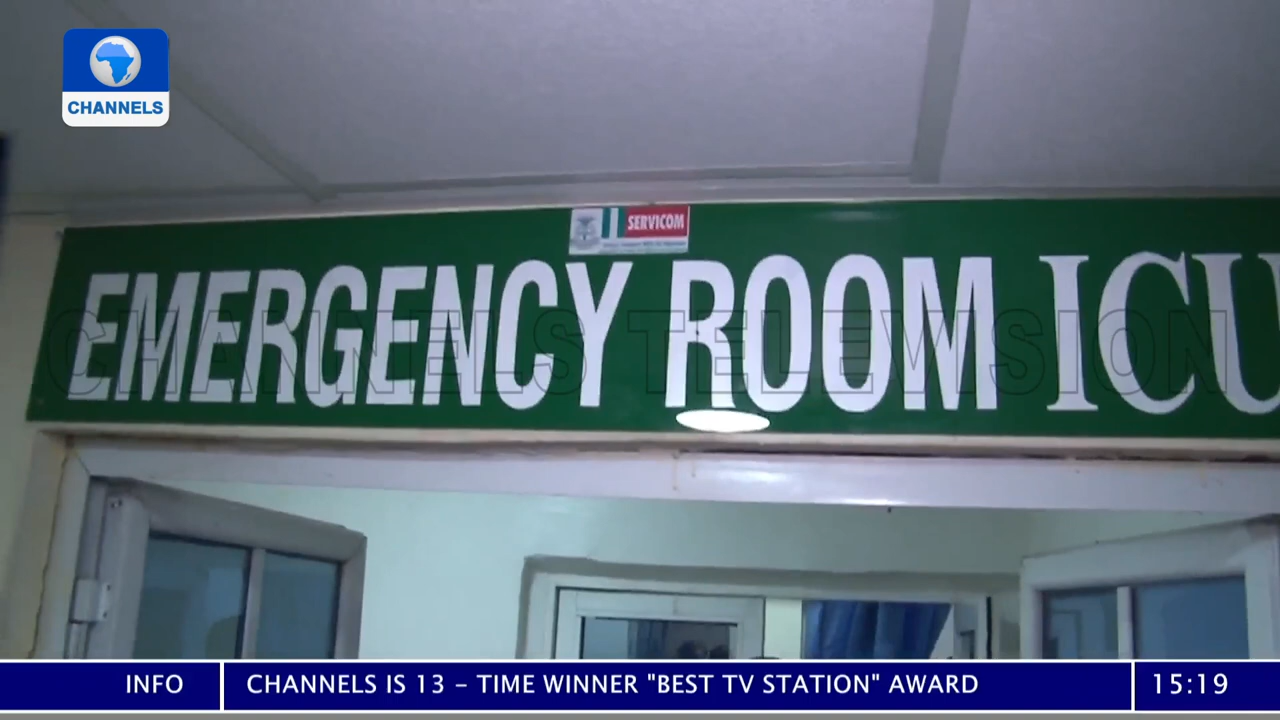 CHANNELS
SERVICOM
EMERGENCY ROOM ICU
CHANNELS TELEVISION
INFO
CHANNELS IS 13 – TIME WINNER "BEST TV STATION" AWARD
15:19